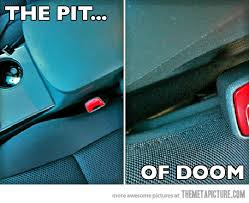 THE PIT...
OF DOOM
more awesome pictures at THEMETAPICTURE.COM